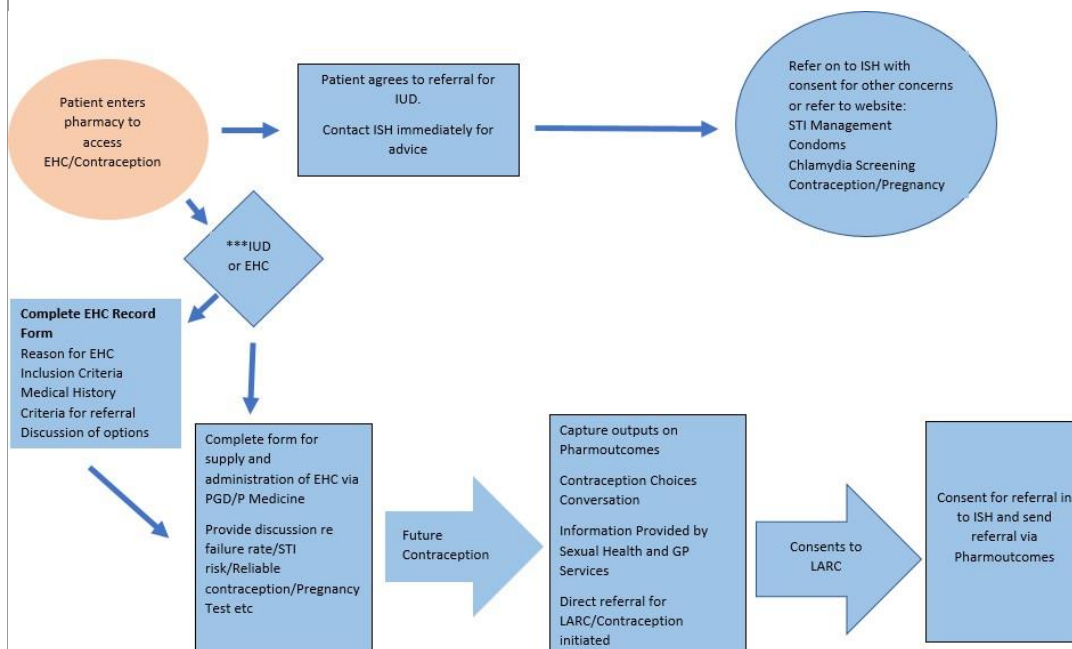 Patient enters
pharmacy to
access
EHC/Contraception
Patient agrees to referral for
IUD.
Contact ISH immediately for
advice
Refer on to ISH with
consent for other concerns
or refer to website:
STI Management
Condoms
Chlamydia Screening
Contraception/Pregnancy
***IUD
or EHC
Complete EHC Record
Form
Reason for EHC
Inclusion Criteria
Medical History
Criteria for referral
Discussion of options
Complete form for
supply and
administration of EHC via
PGD/P Medicine
Provide discussion re
failure rate/STI
risk/Reliable
contraception/Pregnancy
Test etc
Future
Contraception
Capture outputs on
Pharmoutcomes
Contraception Choices
Conversation
Information Provided by
Sexual Health and GP
Services
Direct referral for
LARC/Contraception
initiated
Consents to
LARC
Consent for referral in
to ISH and send
referral via
Pharmoutcomes